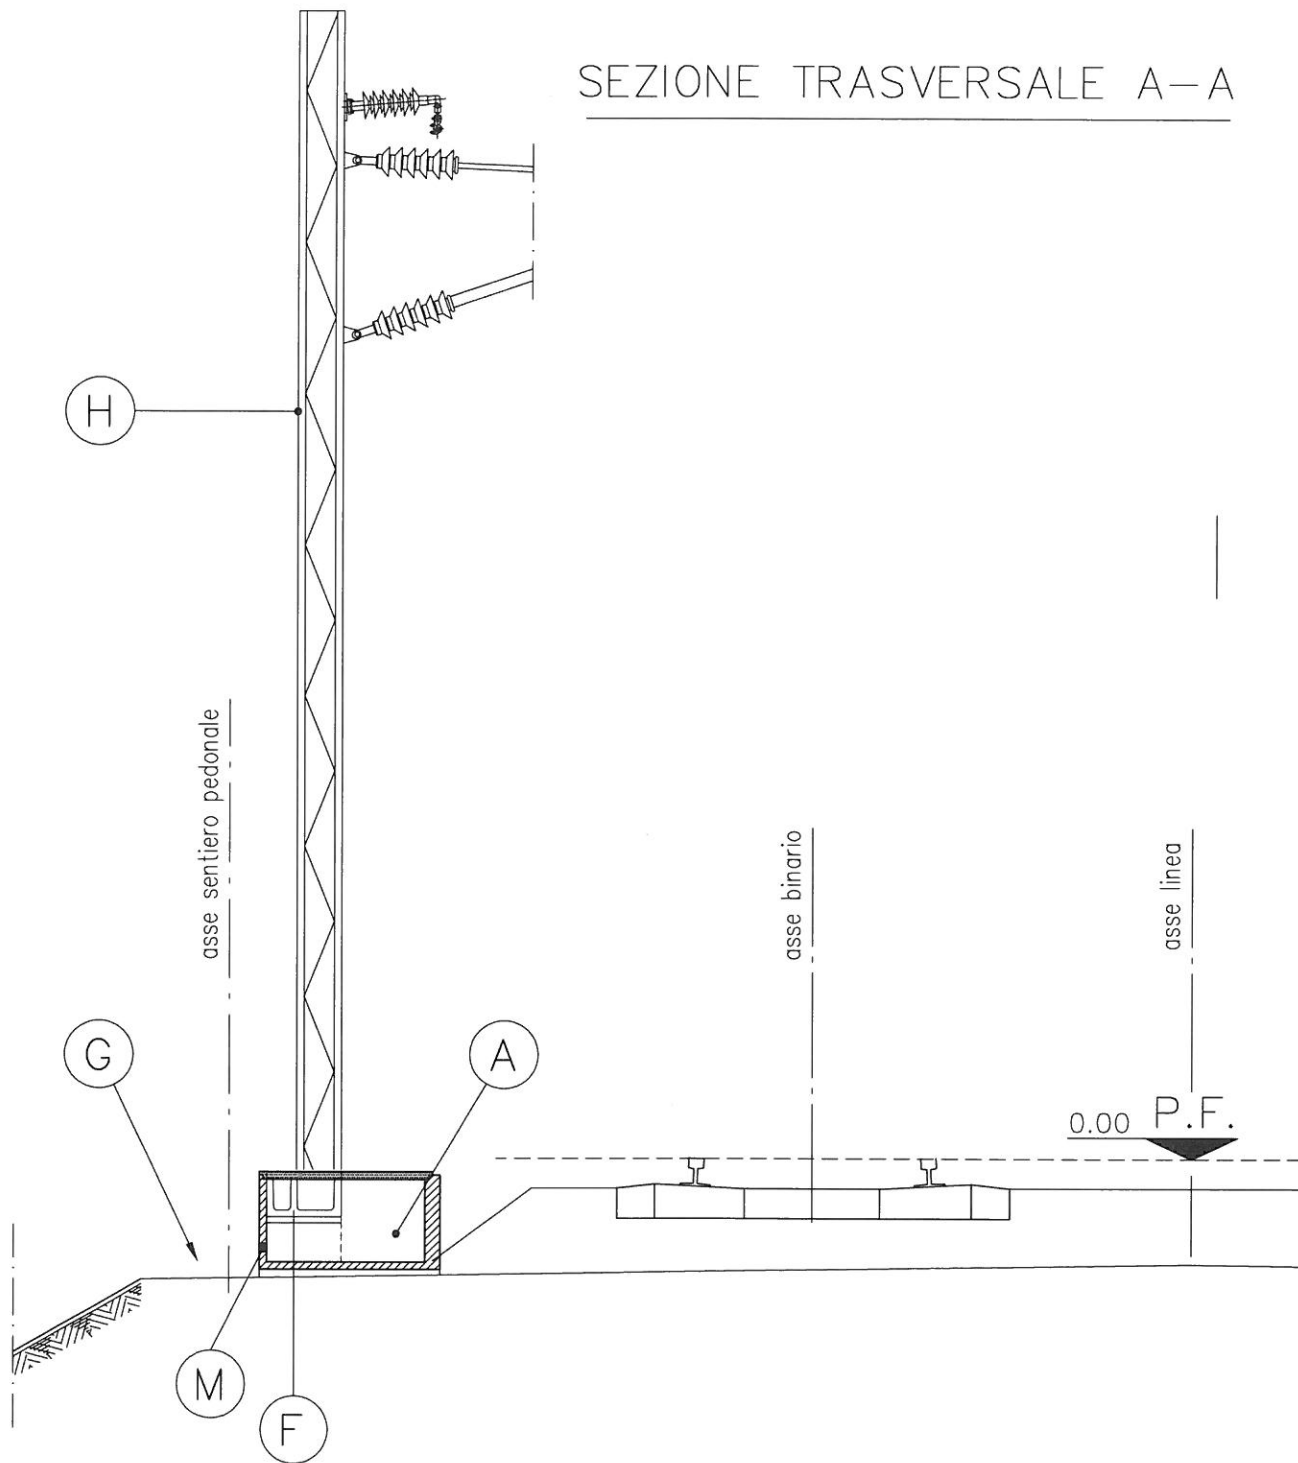 SEZIONE TRASVERSALE A-A
H
asse sentiero pedonale
asse binario
asse linea
G
A
0.00 P.F.
M
F